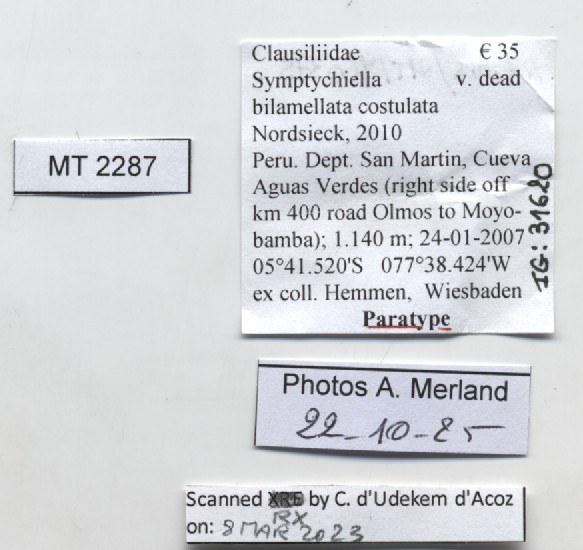 Clausiliidae € 35
Symptychiella v. dead
bilamellata costulata
Nordsieck, 2010
Peru. Dept. San Martin, Cueva
Aguas Verdes (right side off
km 400 road Olmos to Moyo-
bamba); 1.140 m; 24-01-2007
05°41.520'S 077°38.424'W
ex coll. Hemmen, Wiesbaden
Paratype
IG: 31620
MT 2287
Photos A. Merland
22-10-25
Scanned by C. d'Udekem d'Acoz
RX
on: 8 MAR 2023